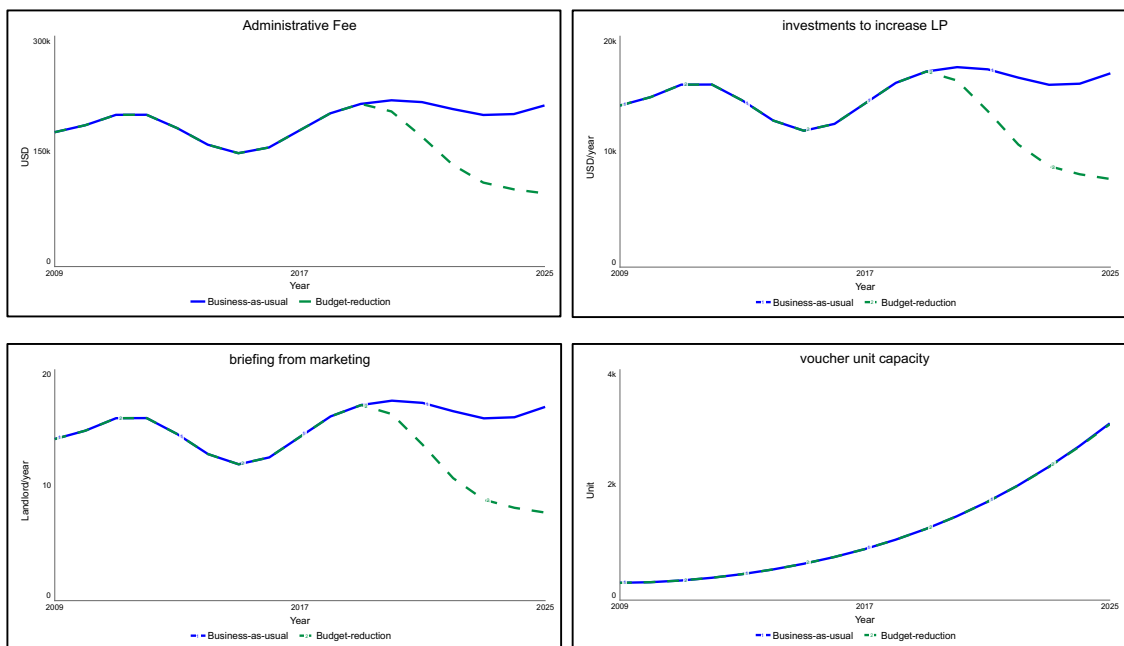 Administrative Fee
300k
USD
150k
0
2009 2017 2025
Year
Business-as-usual Budget-reduction
investments to increase LP
20k
USD/year
10k
0
2009 2017 2025
Year
Business-as-usual Budget-reduction
briefing from marketing
20
Landlord/year
10
0
2009 2017 2025
Year
Business-as-usual Budget-reduction
voucher unit capacity
4k
Unit
2k
0
2009 2017 2025
Year
Business-as-usual Budget-reduction